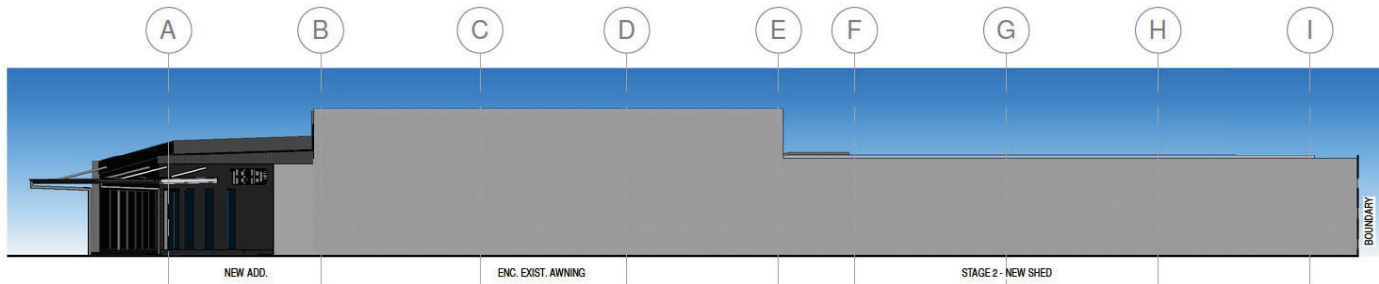 A B C D E F G H I
BOUNDARY
NEW ADD. ENC. EXIST. AWNING STAGE 2 - NEW SHED